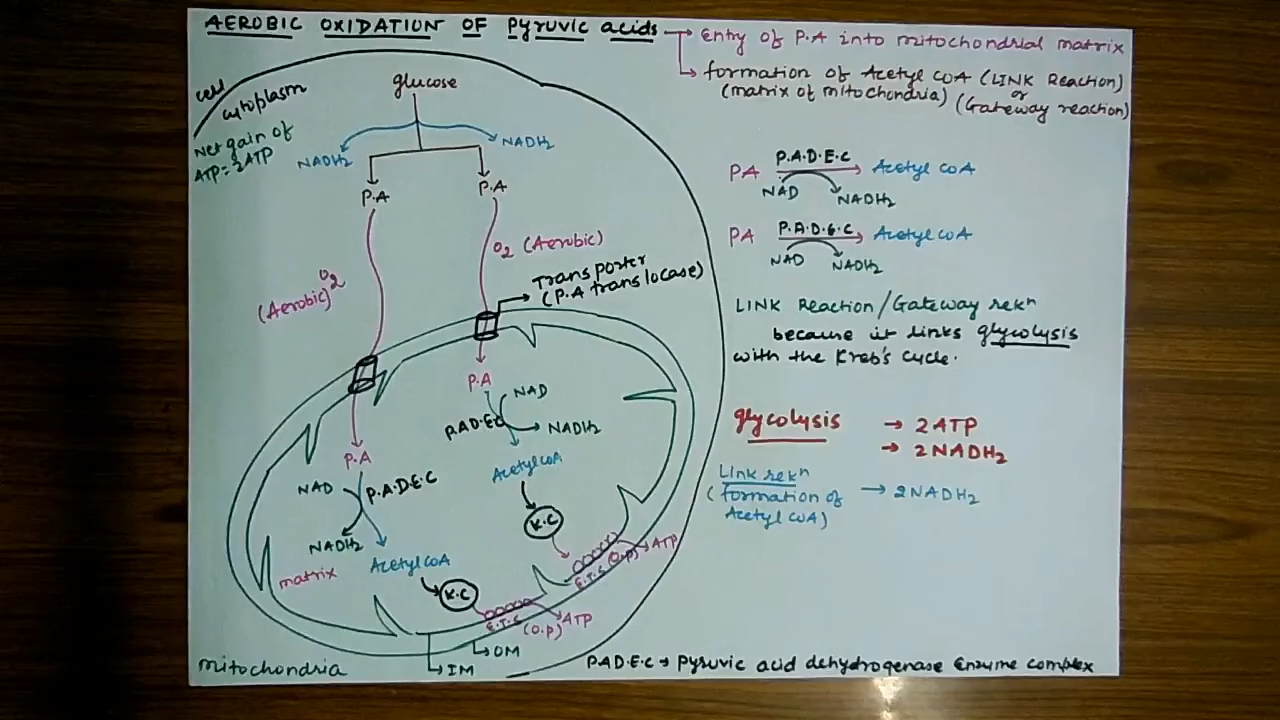 AEROBIC OXIDATION OF Pyruvic acids
→ Entry of P.A into mitochondrial matrix
↳ formation of Acetyl COA (LINK Reaction)
(matrix of mitochondria) or
(Gateway reaction)
cell
cytoplasm
Net gain of
ATP = 2ATP
glucose
NADH2
NADH2
P.A
P.A
O2 (Aerobic)
(Aerobic) O2
Transporter
(P.A translocase)
P.A
NAD
P.A.D.E.C
NADH2
Acetyl coA
K.C
E.T.S (O.P) ATP
P.A
NAD
P.A.D.E.C
NADH2
matrix
Acetyl coA
K.C
E.T.S
(O.P) ATP
OM
IM
mitochondria
P.A.D.E.C
PA → Acetyl coA
NAD NADH2
P.A.D.E.C
PA → Acetyl coA
NAD NADH2
LINK Reaction/Gateway rekn
because it links glycolysis
with the Kreb's cycle.
glycolysis → 2ATP
→ 2NADH2
Link rekn
(formation of → 2NADH2
Acetyl COA)
P.A.D.E.C → Pyruvic acid dehydrogenase Enzyme complex